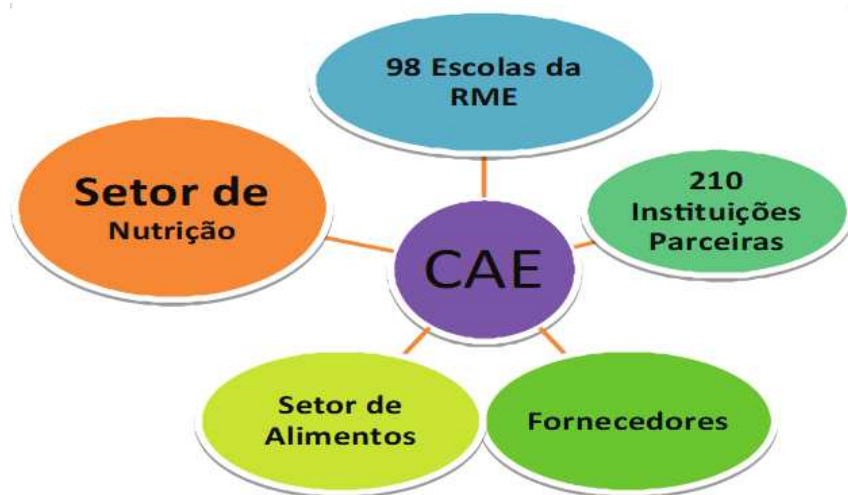 98 Escolas da
RME
Setor de
Nutrição
210
Instituições
Parceiras
CAE
Setor de
Alimentos
Fornecedores